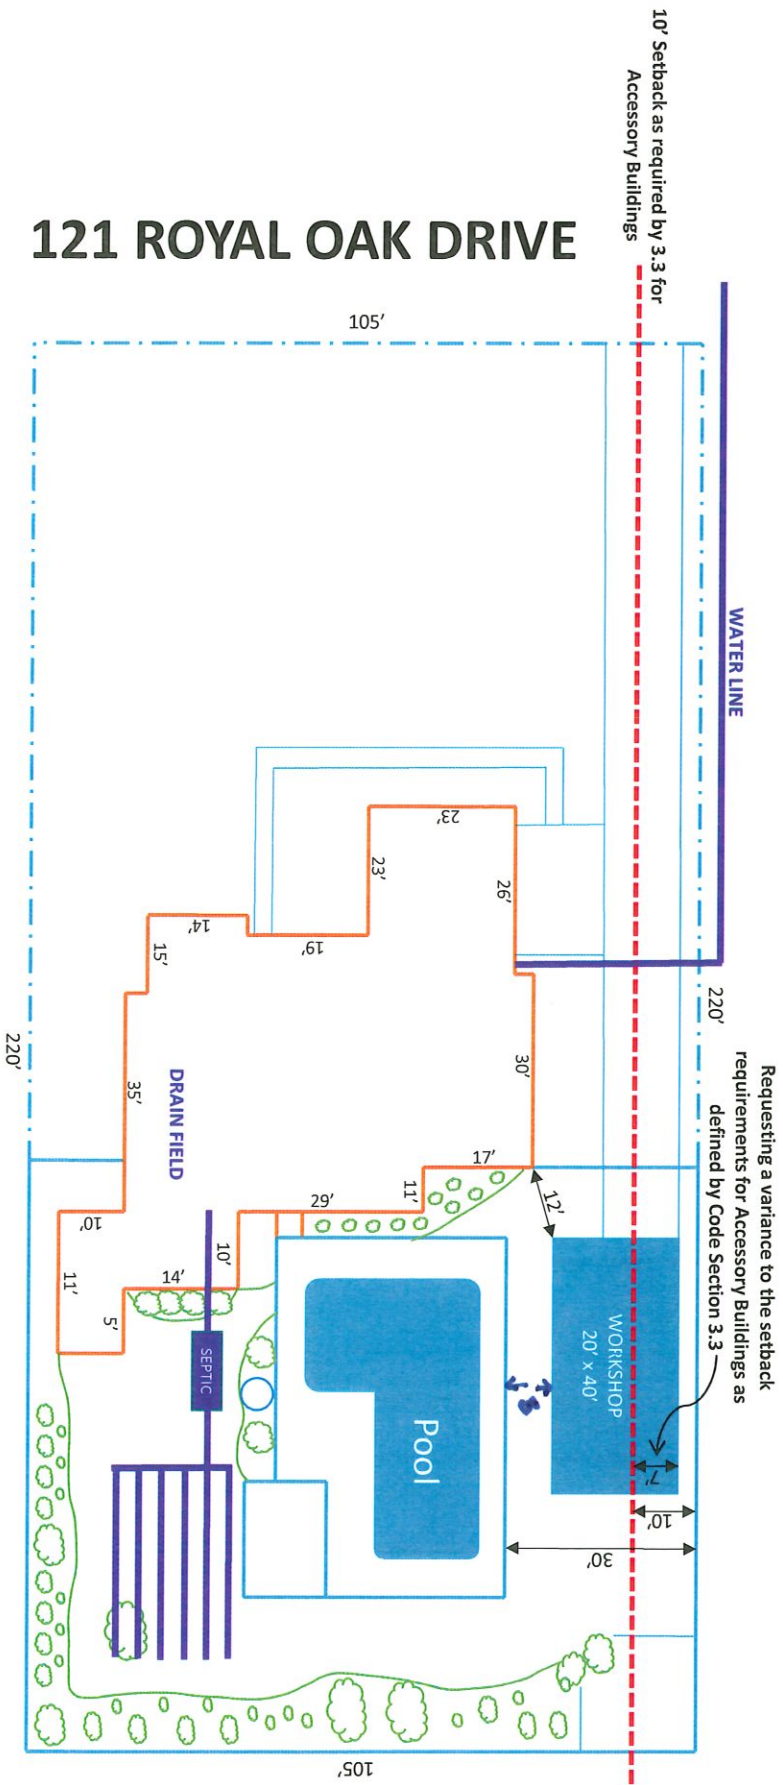 10' Setback as required by 3.3 for
Accessory Buildings
121 ROYAL OAK DRIVE
105'
WATER LINE
220'
Requesting a variance to the setback
requirements for Accessory Buildings as
defined by Code Section 3.3
23'
23'
26'
14'
19'
15'
30'
35'
DRAIN FIELD
220'
17'
12'
11'
29'
10'
10'
11'
14'
5'
SEPTIC
WORKSHOP
20' x 40'
Pool
7'
10'
30'
105'